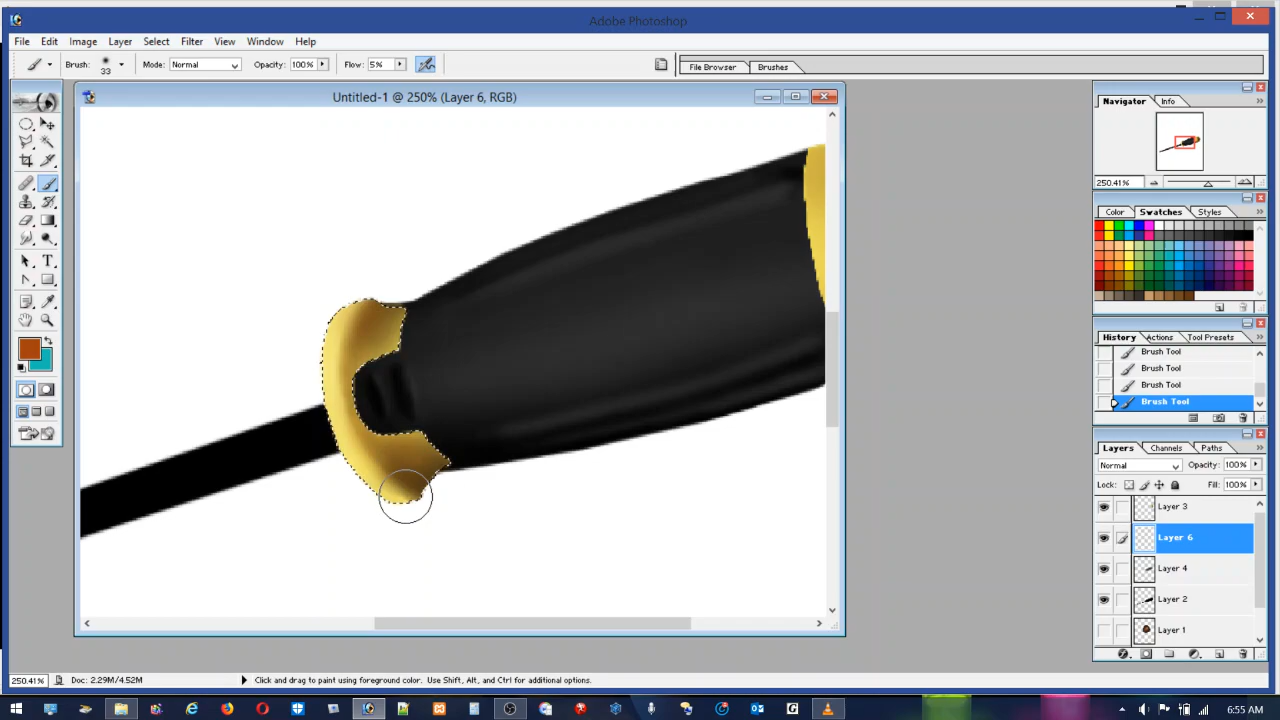 Adobe Photoshop
File Edit Image Layer Select Filter View Window Help
Brush: 33 Mode: Normal Opacity: 100% Flow: 5% File Browser Brushes
Untitled-1 @ 250% (Layer 6, RGB)
Navigator Info
250.41%
Color Swatches Styles
History Actions Tool Presets
Brush Tool
Brush Tool
Brush Tool
Brush Tool
Layers Channels Paths
Normal Opacity: 100%
Lock: Fill: 100%
Layer 3
Layer 6
Layer 4
Layer 2
Layer 1
250.41% Doc: 2.29M/4.52M Click and drag to paint using foreground color. Use Shift, Alt, and Ctrl for additional options.
6:55 AM